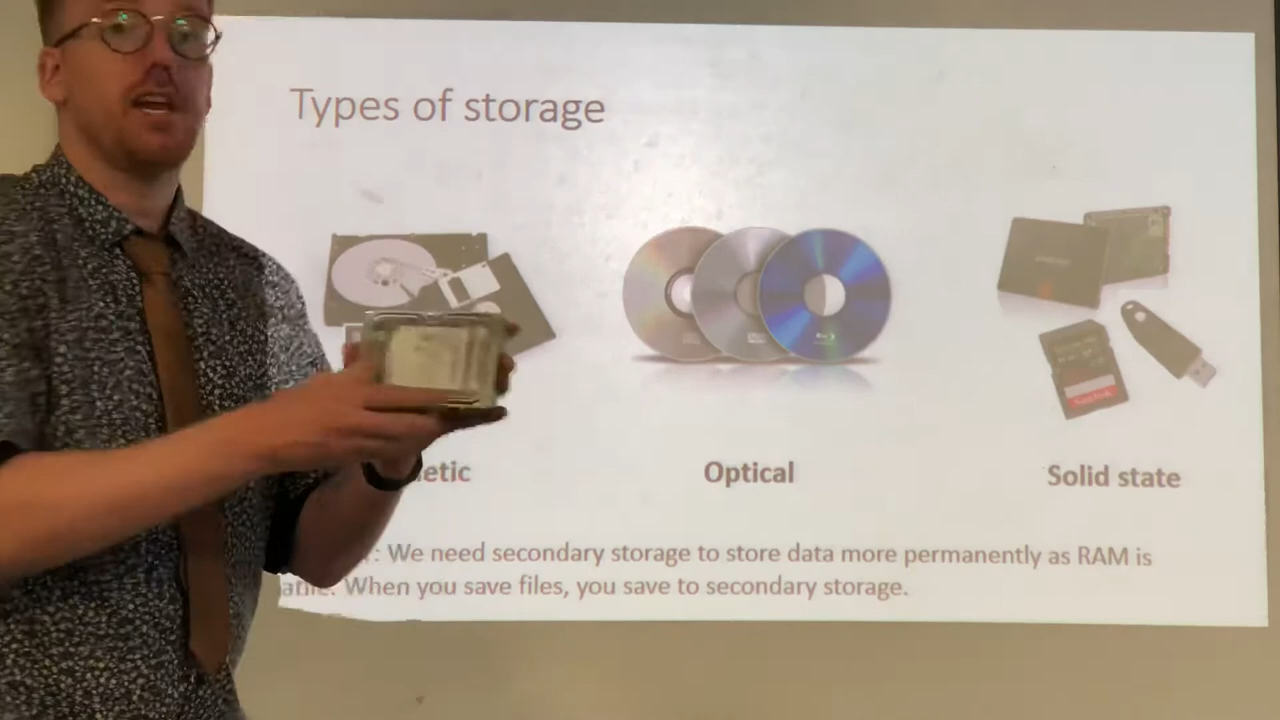 Types of storage
etic
Optical
Solid state
: We need secondary storage to store data more permanently as RAM is
When you save files, you save to secondary storage.